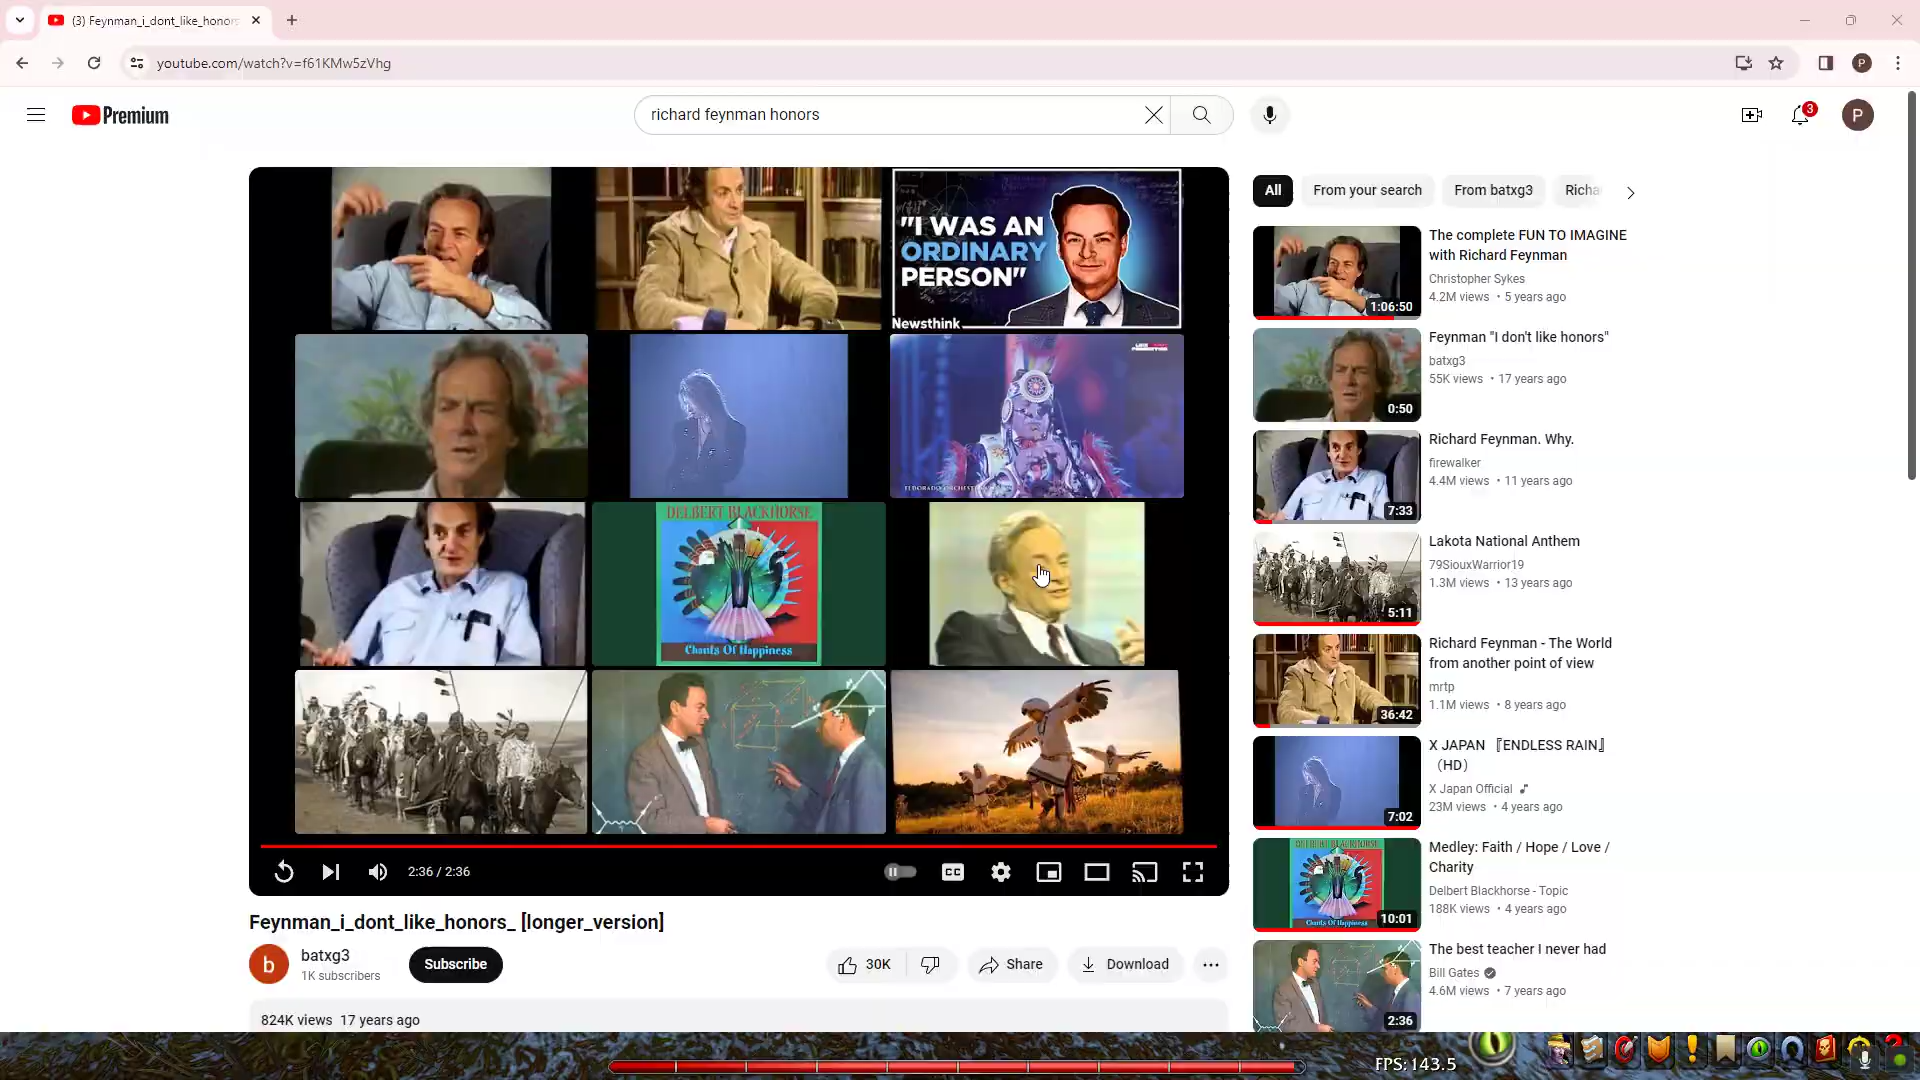 (3) Feynman_i_dont_like_honors
youtube.com/watch?v=f61KMw5zVhg
P
Premium
richard feynman honors
3
P
"I WAS AN
ORDINARY
PERSON"
Newsthink
DELBERT BLACKHORSE
Chants Of Happiness
2:36 / 2:36
CC
Feynman_i_dont_like_honors_ [longer_version]
b
batxg3
1K subscribers
Subscribe
30K
Share
Download
824K views 17 years ago
All
From your search
From batxg3
Richa
1:06:50
The complete FUN TO IMAGINE
with Richard Feynman
Christopher Sykes
4.2M views • 5 years ago
0:50
Feynman "I don't like honors"
batxg3
55K views • 17 years ago
7:33
Richard Feynman. Why.
firewalker
4.4M views • 11 years ago
5:11
Lakota National Anthem
79SiouxWarrior19
1.3M views • 13 years ago
36:42
Richard Feynman - The World
from another point of view
mrtp
1.1M views • 8 years ago
7:02
X JAPAN 『ENDLESS RAIN』
（HD）
X Japan Official
23M views • 4 years ago
DELBERT BLACKHORSE
Chants Of Happiness
10:01
Medley: Faith / Hope / Love /
Charity
Delbert Blackhorse - Topic
188K views • 4 years ago
2:36
The best teacher I never had
Bill Gates
4.6M views • 7 years ago
FPS:143.5